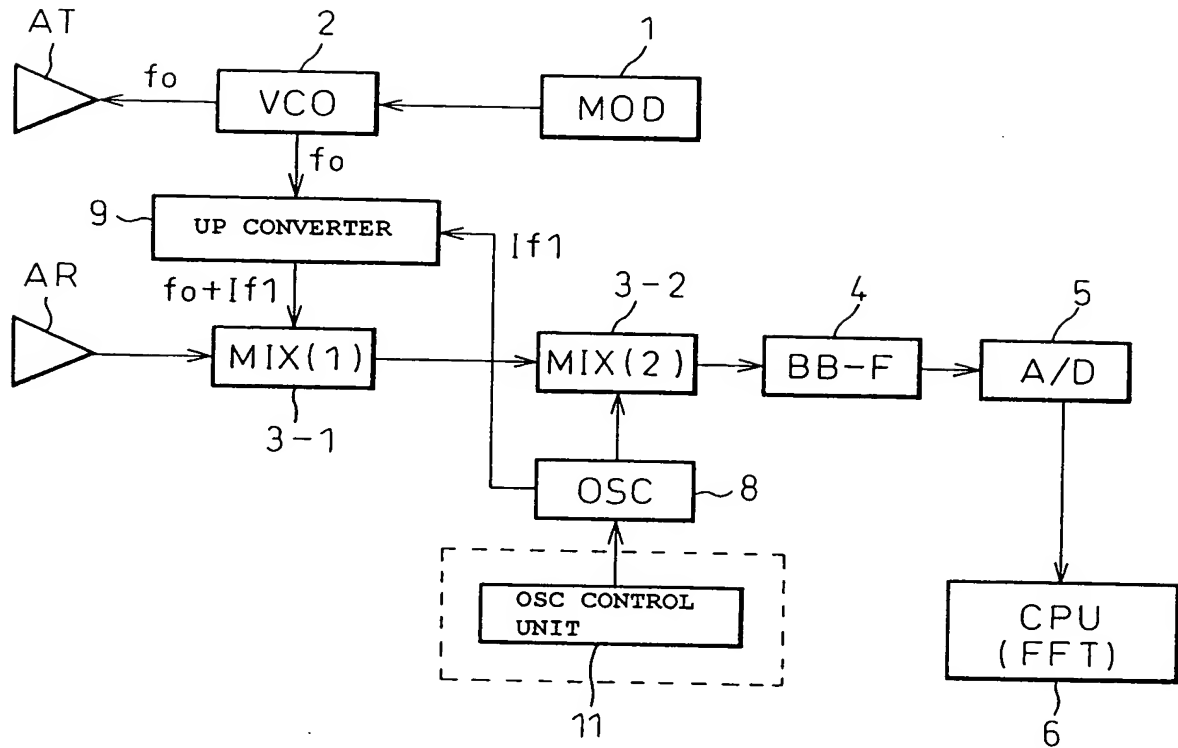 AT
2
1
fo
VCO
MOD
fo
9
UP CONVERTER
If1
AR
fo+If1
3-2
4
5
MIX(1)
MIX(2)
BB-F
A/D
3-1
OSC
8
OSC CONTROL
UNIT
CPU
(FFT)
11
6